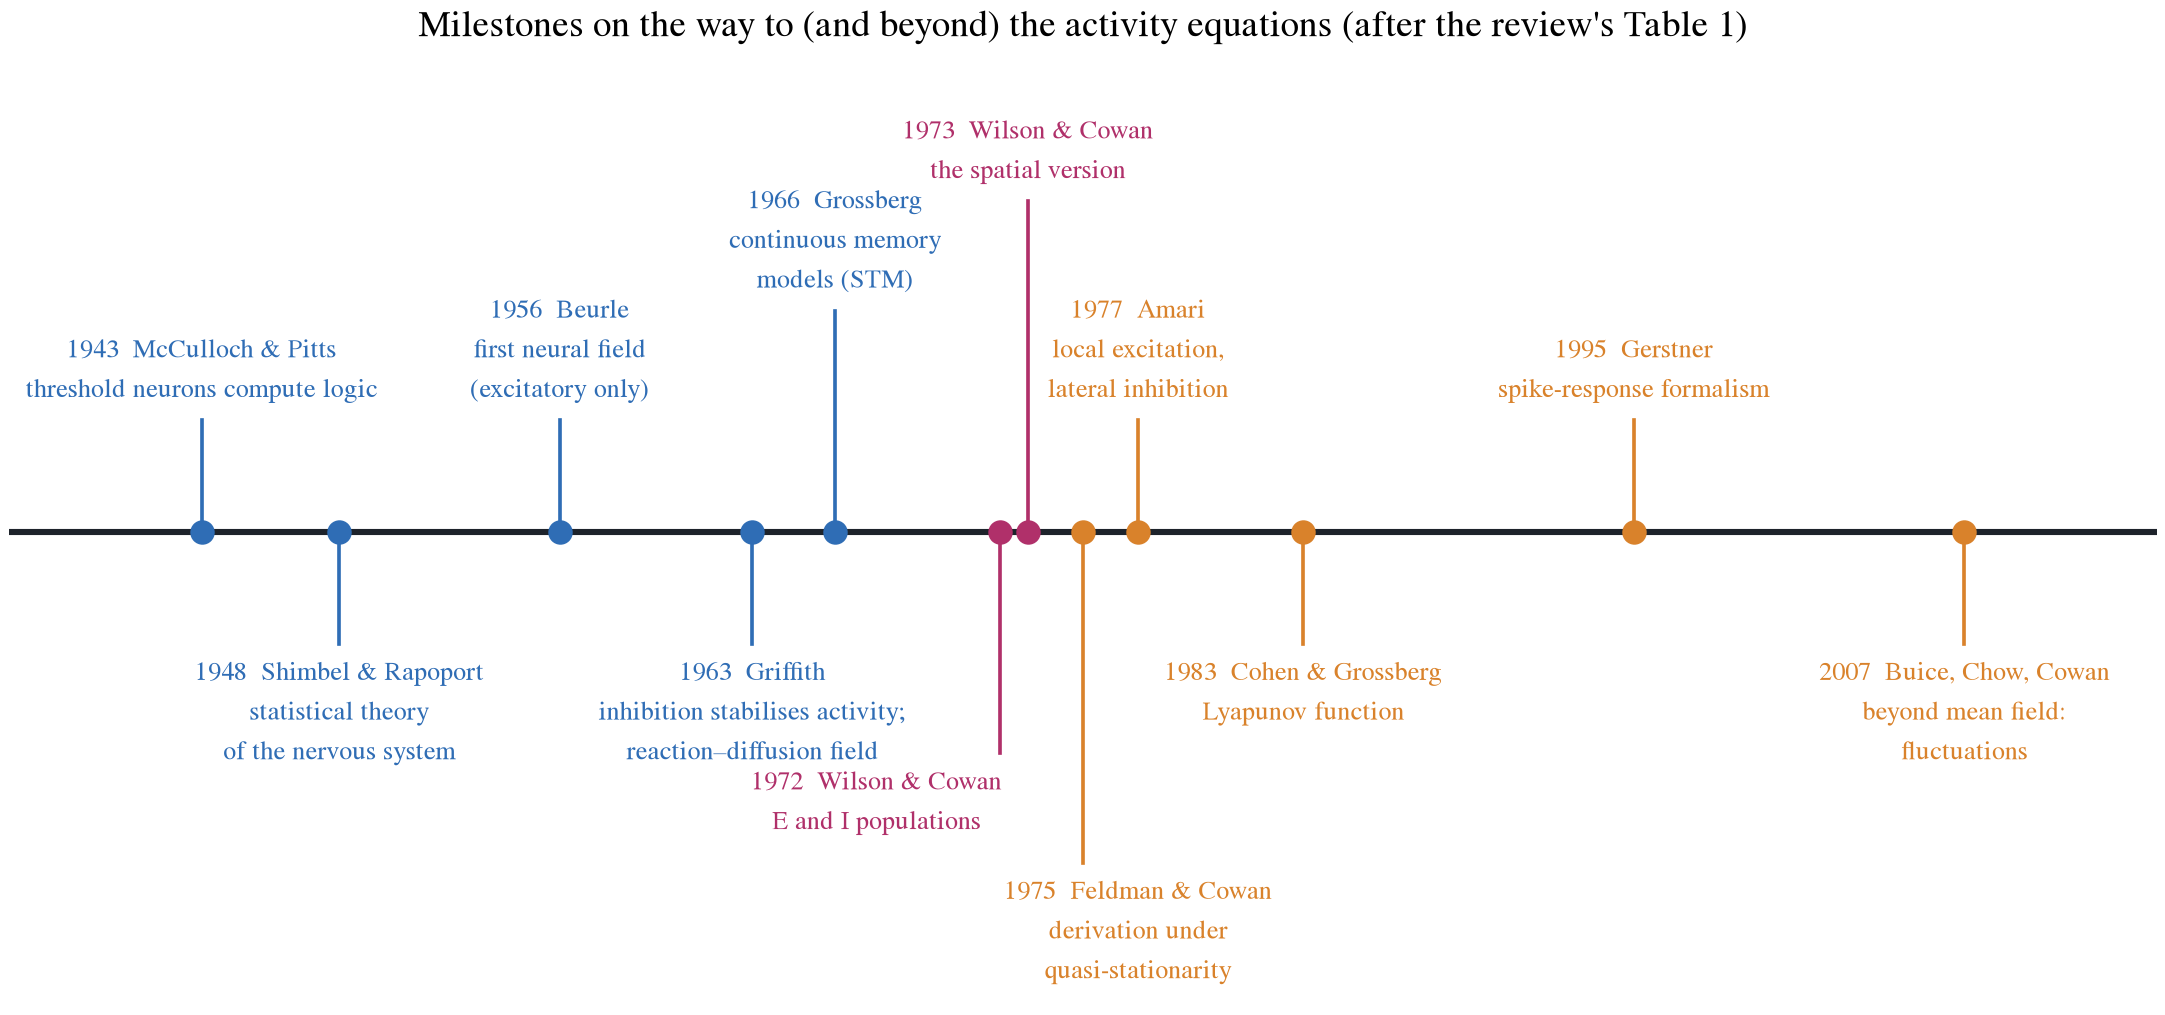 Milestones on the way to (and beyond) the activity equations (after the review's Table 1)
1973 Wilson & Cowan
the spatial version
1966 Grossberg
continuous memory
models (STM)
1956 Beurle
first neural field
(excitatory only)
1977 Amari
local excitation,
lateral inhibition
1943 McCulloch & Pitts
threshold neurons compute logic
1995 Gerstner
spike-response formalism
1948 Shimbel & Rapoport
statistical theory
of the nervous system
1963 Griffith
inhibition stabilises activity;
reaction–diffusion field
1983 Cohen & Grossberg
Lyapunov function
2007 Buice, Chow, Cowan
beyond mean field:
fluctuations
1972 Wilson & Cowan
E and I populations
1975 Feldman & Cowan
derivation under
quasi-stationarity